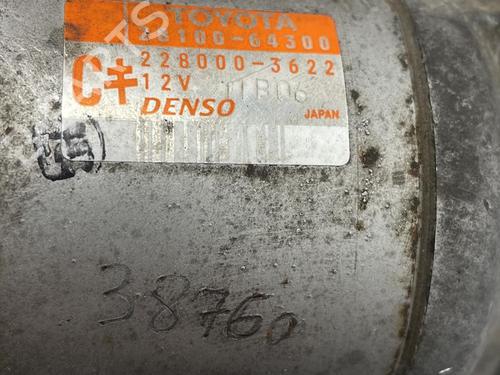 TOYOTA
28100-64300
228000-3622
12V 11B06
DENSO
JAPAN
38760